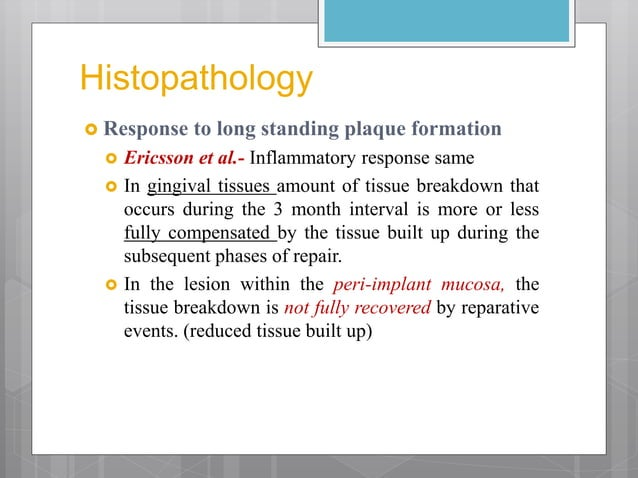 Histopathology
Response to long standing plaque formation
Ericsson et al.- Inflammatory response same
In gingival tissues amount of tissue breakdown that
occurs during the 3 month interval is more or less
fully compensated by the tissue built up during the
subsequent phases of repair.
In the lesion within the peri-implant mucosa, the
tissue breakdown is not fully recovered by reparative
events. (reduced tissue built up)